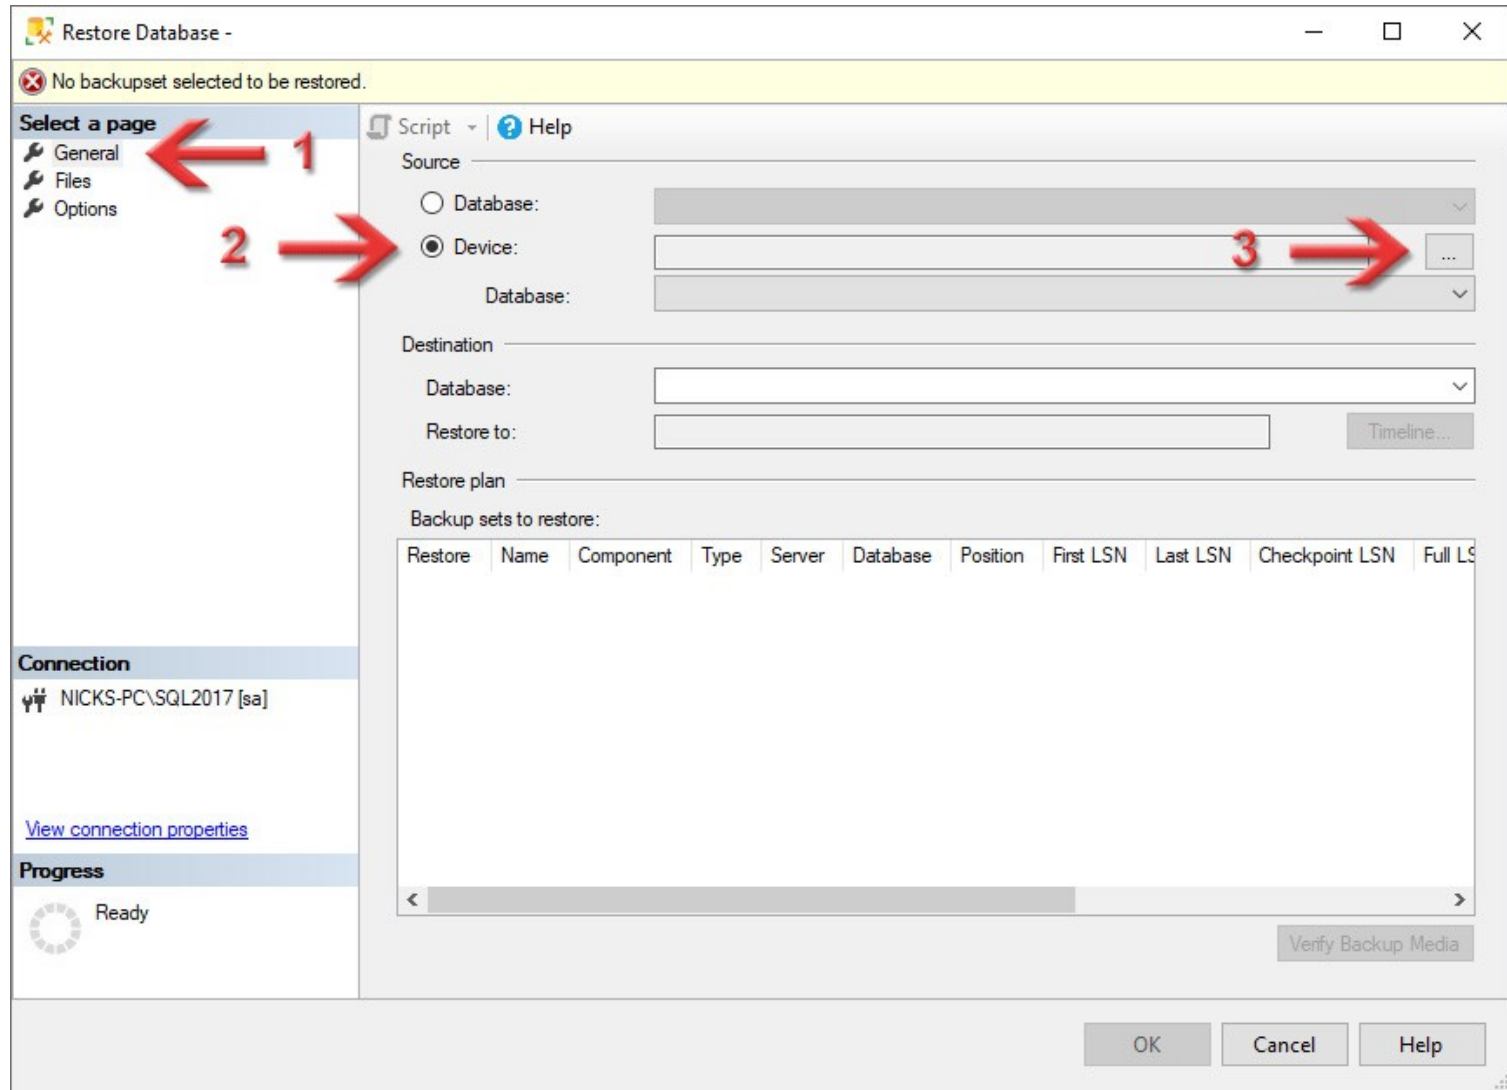 Restore Database -
No backupset selected to be restored.
Select a page
General
Files
Options
1
Script
Help
Source
Database:
2
Device:
3
...
Database:
Destination
Database:
Restore to:
Timeline...
Restore plan
Backup sets to restore:
Restore Name Component Type Server Database Position First LSN Last LSN Checkpoint LSN Full LS
Connection
NICKS-PC\SQL2017 [sa]
View connection properties
Progress
Ready
Verify Backup Media
OK Cancel Help